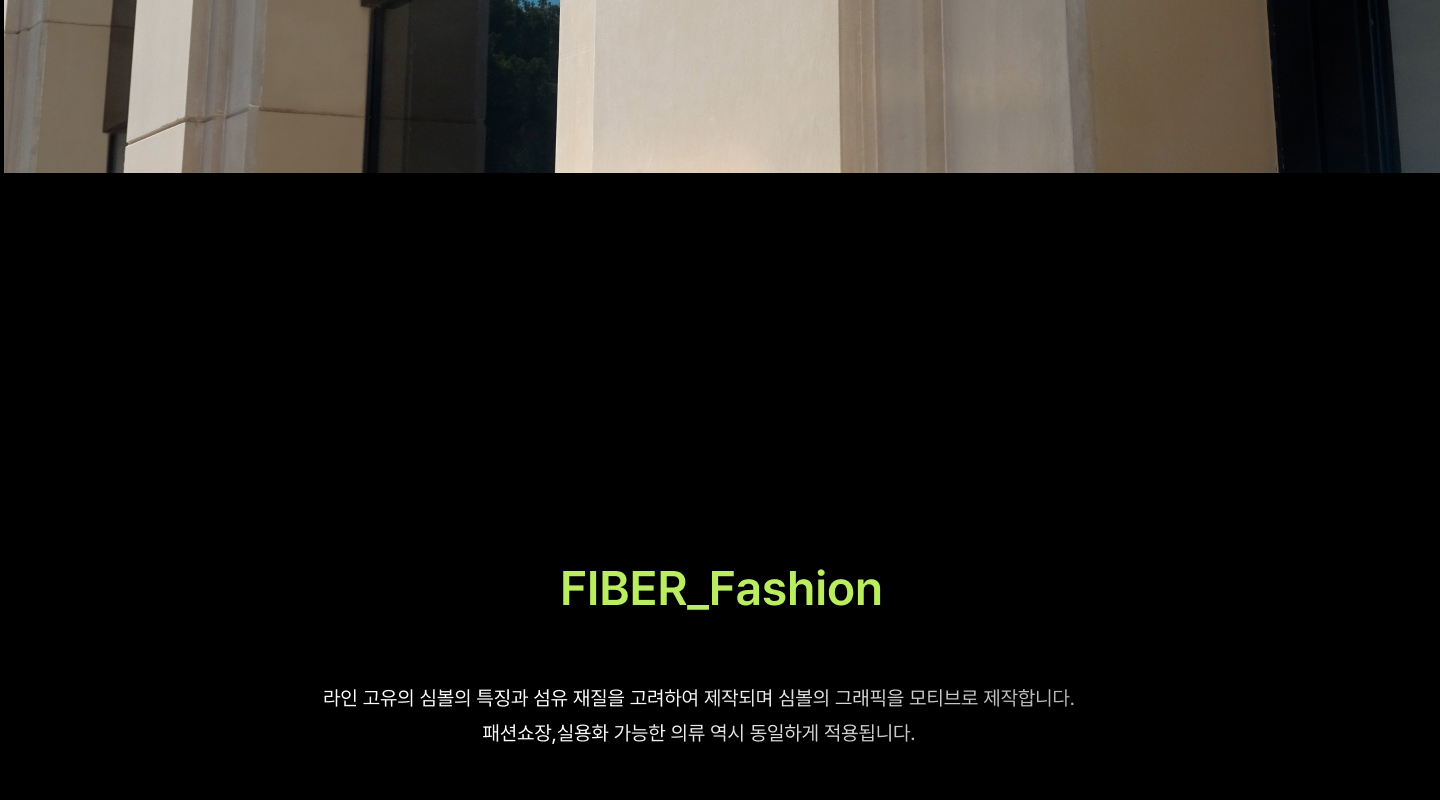 FIBER_Fashion
라인 고유의 심볼의 특징과 섬유 재질을 고려하여 제작되며 심볼의 그래픽을 모티브로 제작합니다.
패션쇼장,실용화 가능한 의류 역시 동일하게 적용됩니다.